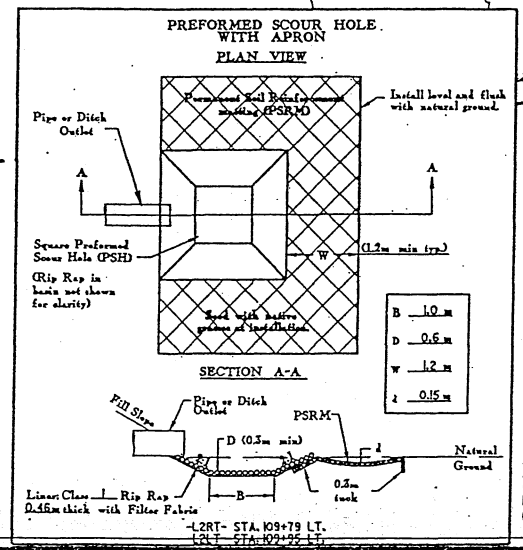 PREFORMED SCOUR HOLE
WITH APRON
PLAN VIEW
Permanent Soil Reinforcement
matting (PSRM)
Install level and flush
with natural ground.
Pipe or Ditch
Outlet
A
A
Square Preformed
Scour Hole (PSH)
(Rip Rap in
basin not shown
for clarity)
W
(1.2m min typ.)
Seed with native
grasses at installation.
B 1.0 m
D 0.6 m
W 1.2 m
d 0.15 m
SECTION A-A
Fill Slope
Pipe or Ditch
Outlet
D (0.3m min)
PSRM
d
Natural
Ground
B
0.3m
tuck
Liner: Class I Rip Rap
0.46m thick with Filter Fabric
-L2RT- STA. 109+79 LT.
-L2LT- STA. 109+95 LT.